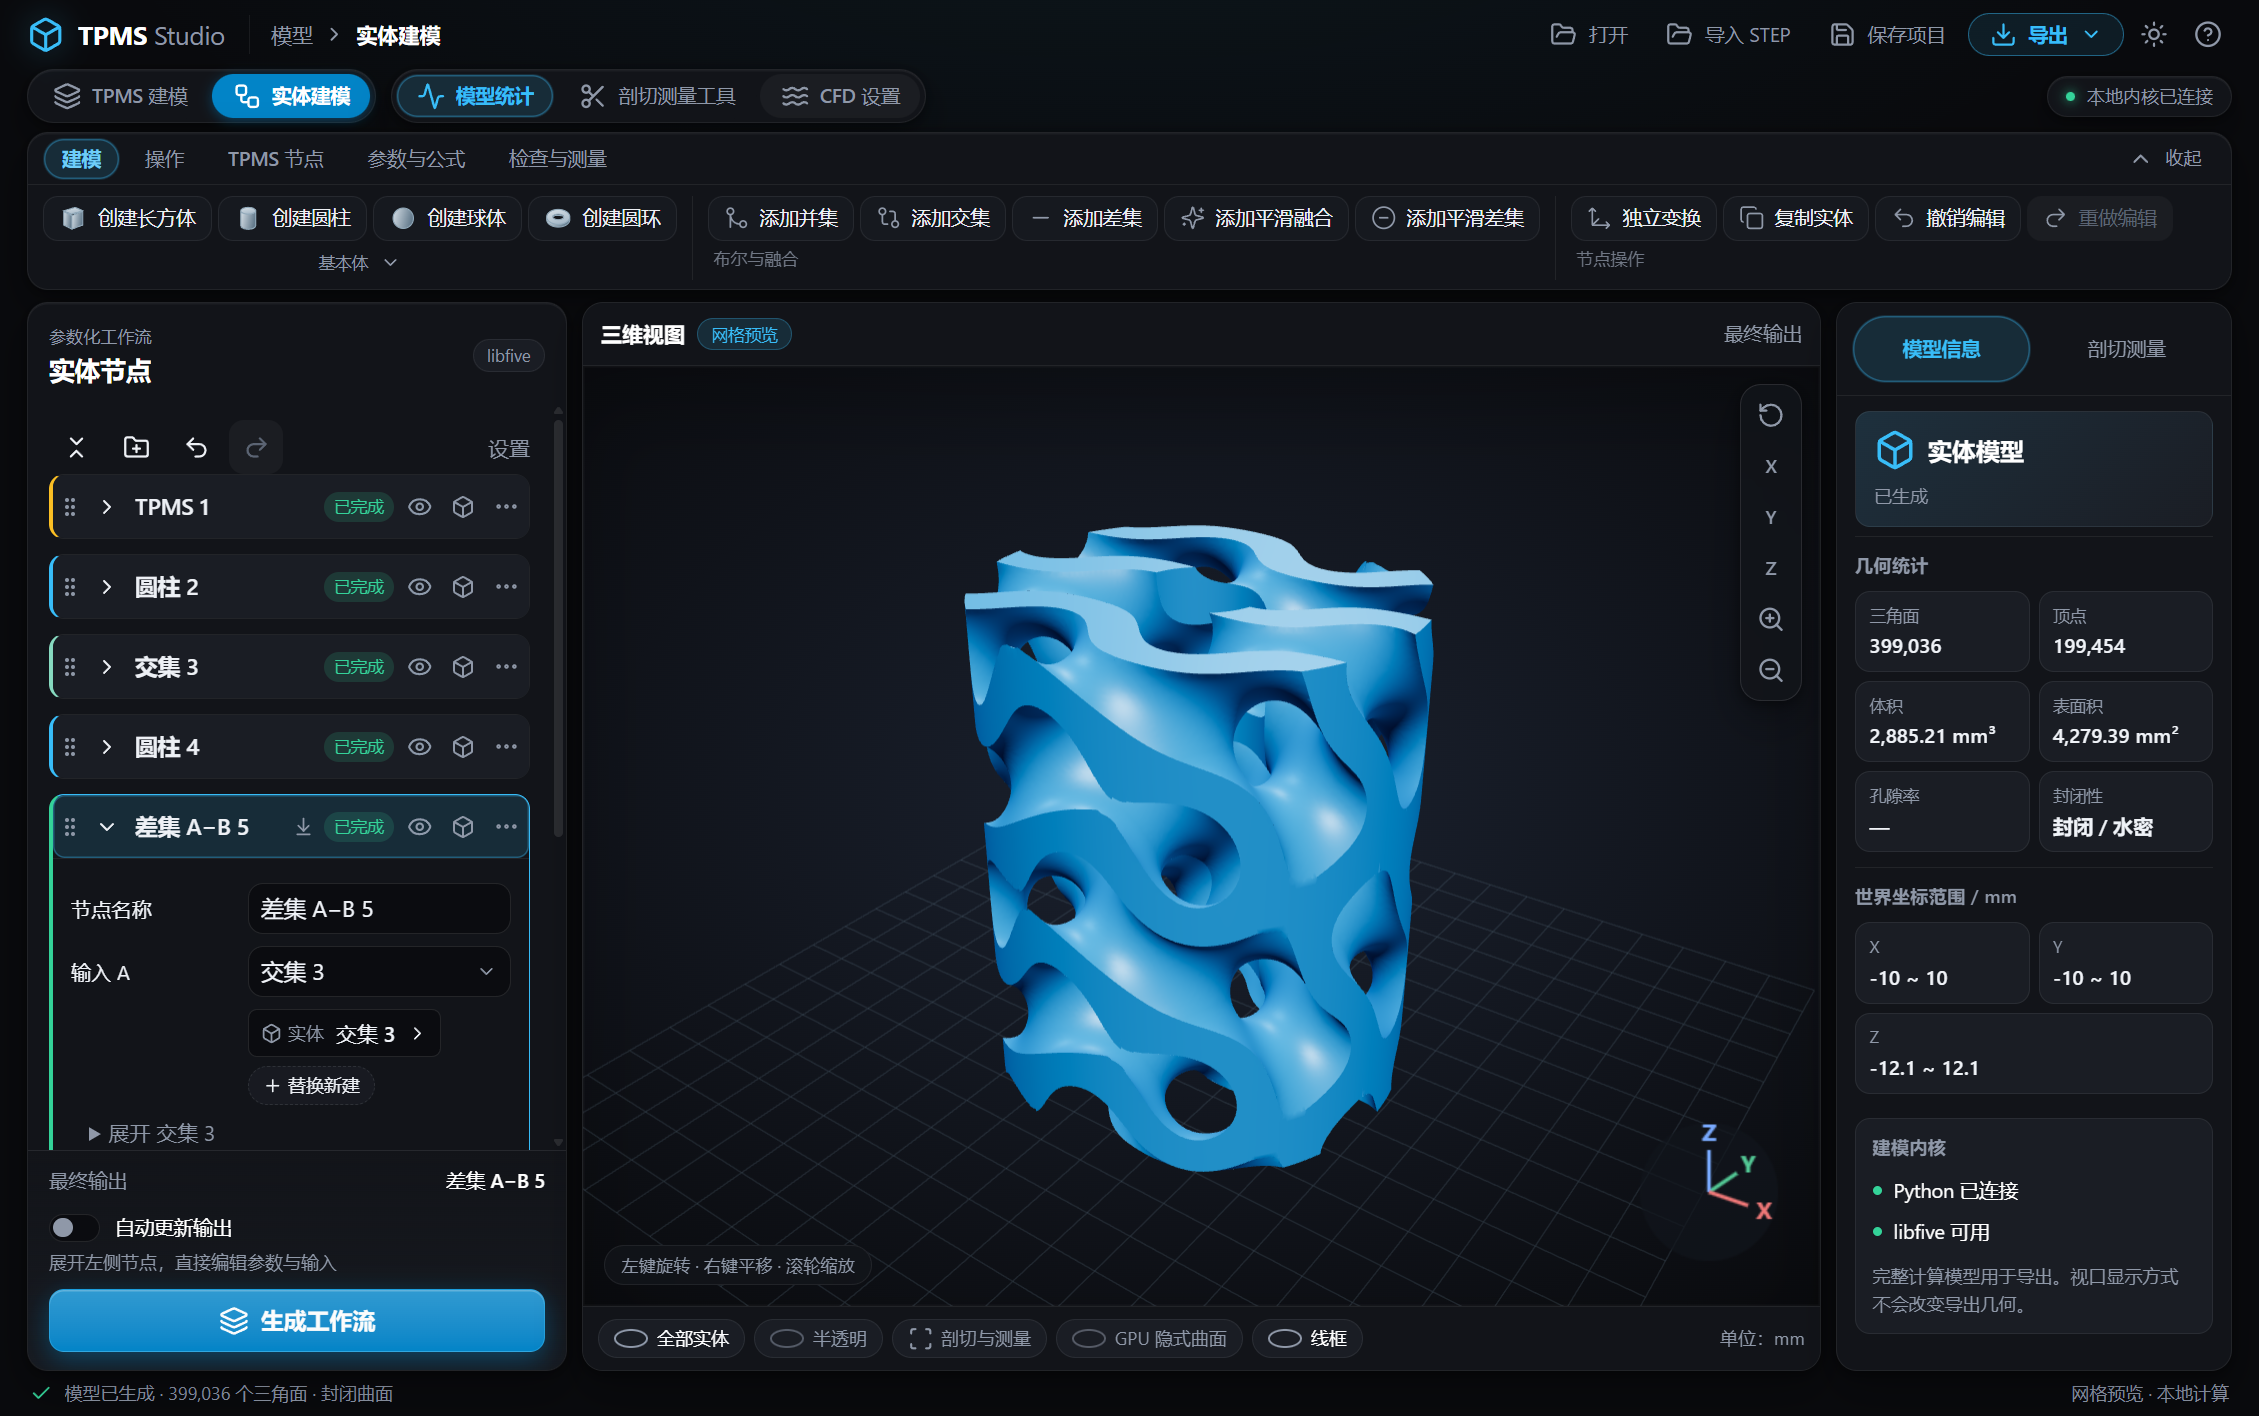 TPMS Studio 模型 > 实体建模
打开 导入 STEP 保存项目 导出
TPMS 建模 实体建模 模型统计 剖切测量工具 CFD 设置
本地内核已连接
建模 操作 TPMS 节点 参数与公式 检查与测量
收起
创建长方体 创建圆柱 创建球体 创建圆环
基本体
添加并集 添加交集 添加差集 添加平滑融合 添加平滑差集
布尔与融合
独立变换 复制实体 撤销编辑 重做编辑
节点操作
参数化工作流
实体节点
libfive
设置
TPMS 1 已完成
圆柱 2 已完成
交集 3 已完成
圆柱 4 已完成
差集 A−B 5 已完成
节点名称 差集 A−B 5
输入 A 交集 3
实体 交集 3
+ 替换新建
展开 交集 3
最终输出 差集 A−B 5
自动更新输出
展开左侧节点，直接编辑参数与输入
生成工作流
三维视图 网格预览
最终输出
X
Y
Z
Z
Y
X
左键旋转 · 右键平移 · 滚轮缩放
全部实体 半透明 剖切与测量 GPU 隐式曲面 线框
单位：mm
模型信息 剖切测量
实体模型
已生成
几何统计
三角面
399,036
顶点
199,454
体积
2,885.21 mm³
表面积
4,279.39 mm²
孔隙率
—
封闭性
封闭 / 水密
世界坐标范围 / mm
X
-10 ~ 10
Y
-10 ~ 10
Z
-12.1 ~ 12.1
建模内核
Python 已连接
libfive 可用
完整计算模型用于导出。视口显示方式
不会改变导出几何。
模型已生成 · 399,036 个三角面 · 封闭曲面
网格预览 · 本地计算